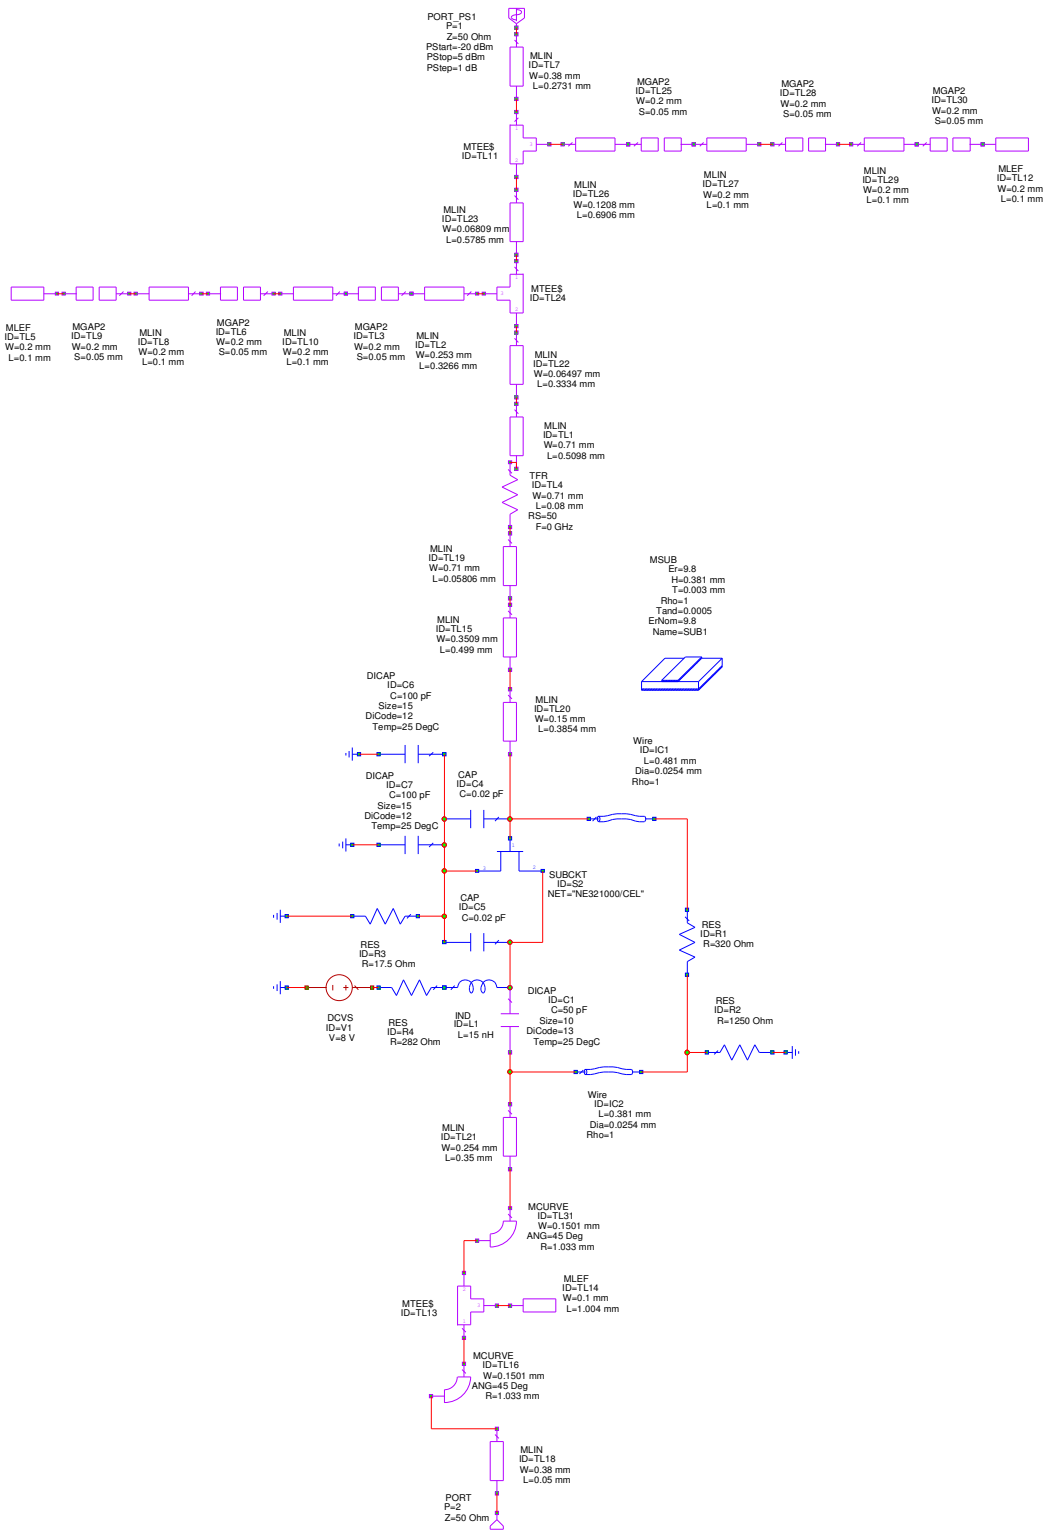 PORT_PS1
P=1
Z=50 Ohm
PStart=-20 dBm
PStop=5 dBm
PStep=1 dB
MLIN
ID=TL7
W=0.38 mm
L=0.2731 mm
MGAP2
ID=TL25
W=0.2 mm
S=0.05 mm
MGAP2
ID=TL28
W=0.2 mm
S=0.05 mm
MGAP2
ID=TL30
W=0.2 mm
S=0.05 mm
MTEE$
ID=TL11
MLIN
ID=TL26
W=0.1208 mm
L=0.6906 mm
MLIN
ID=TL27
W=0.2 mm
L=0.1 mm
MLIN
ID=TL29
W=0.2 mm
L=0.1 mm
MLEF
ID=TL12
W=0.2 mm
L=0.1 mm
MLIN
ID=TL23
W=0.06809 mm
L=0.5785 mm
MTEE$
ID=TL24
MLEF
ID=TL5
W=0.2 mm
L=0.1 mm
MGAP2
ID=TL9
W=0.2 mm
S=0.05 mm
MLIN
ID=TL8
W=0.2 mm
L=0.1 mm
MGAP2
ID=TL6
W=0.2 mm
S=0.05 mm
MLIN
ID=TL10
W=0.2 mm
L=0.1 mm
MGAP2
ID=TL3
W=0.2 mm
S=0.05 mm
MLIN
ID=TL2
W=0.253 mm
L=0.3266 mm
MLIN
ID=TL22
W=0.06497 mm
L=0.3334 mm
MLIN
ID=TL1
W=0.71 mm
L=0.5098 mm
TFR
ID=TL4
W=0.71 mm
L=0.08 mm
RS=50
F=0 GHz
MLIN
ID=TL19
W=0.71 mm
L=0.05806 mm
MSUB
Er=9.8
H=0.381 mm
T=0.003 mm
Rho=1
Tand=0.0005
ErNom=9.8
Name=SUB1
MLIN
ID=TL15
W=0.3509 mm
L=0.499 mm
DICAP
ID=C6
C=100 pF
Size=15
DiCode=12
Temp=25 DegC
MLIN
ID=TL20
W=0.15 mm
L=0.3854 mm
Wire
ID=IC1
L=0.481 mm
Dia=0.0254 mm
Rho=1
DICAP
ID=C7
C=100 pF
Size=15
DiCode=12
Temp=25 DegC
CAP
ID=C4
C=0.02 pF
1
3
2
SUBCKT
ID=S2
NET="NE321000/CEL"
CAP
ID=C5
C=0.02 pF
RES
ID=R3
R=17.5 Ohm
RES
ID=R1
R=320 Ohm
DCVS
ID=V1
V=8 V
RES
ID=R4
R=282 Ohm
IND
ID=L1
L=15 nH
DICAP
ID=C1
C=50 pF
Size=10
DiCode=13
Temp=25 DegC
RES
ID=R2
R=1250 Ohm
Wire
ID=IC2
L=0.381 mm
Dia=0.0254 mm
Rho=1
MLIN
ID=TL21
W=0.254 mm
L=0.35 mm
MCURVE
ID=TL31
W=0.1501 mm
ANG=45 Deg
R=1.033 mm
MTEE$
ID=TL13
MLEF
ID=TL14
W=0.1 mm
L=1.004 mm
MCURVE
ID=TL16
W=0.1501 mm
ANG=45 Deg
R=1.033 mm
MLIN
ID=TL18
W=0.38 mm
L=0.05 mm
PORT
P=2
Z=50 Ohm